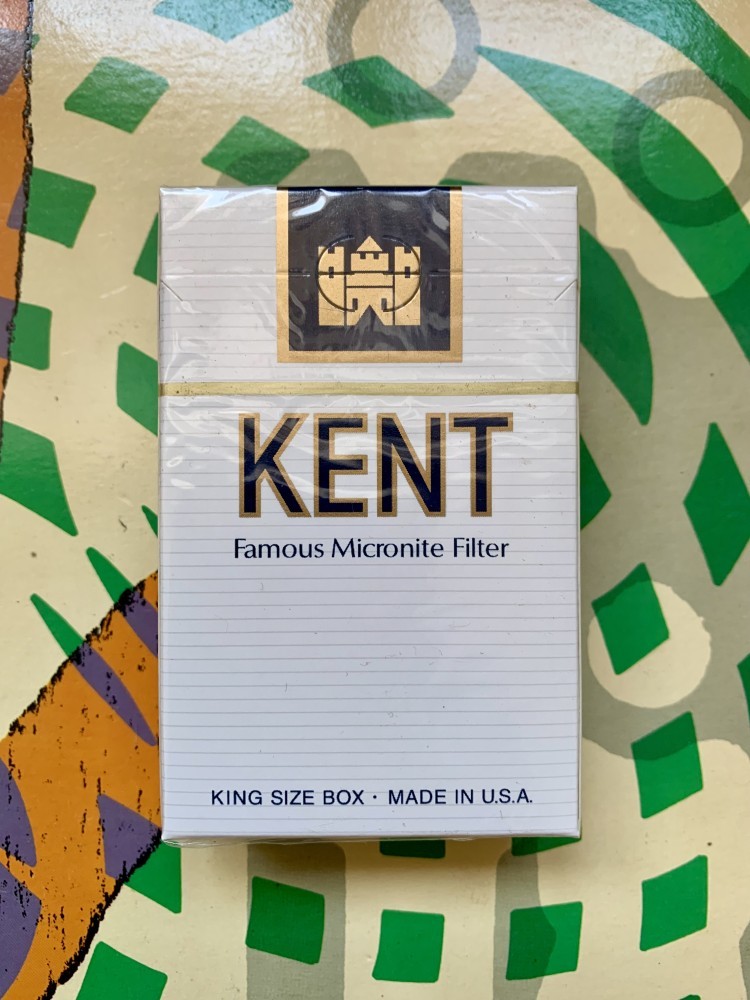 KENT
Famous Micronite Filter
KING SIZE BOX · MADE IN U.S.A.